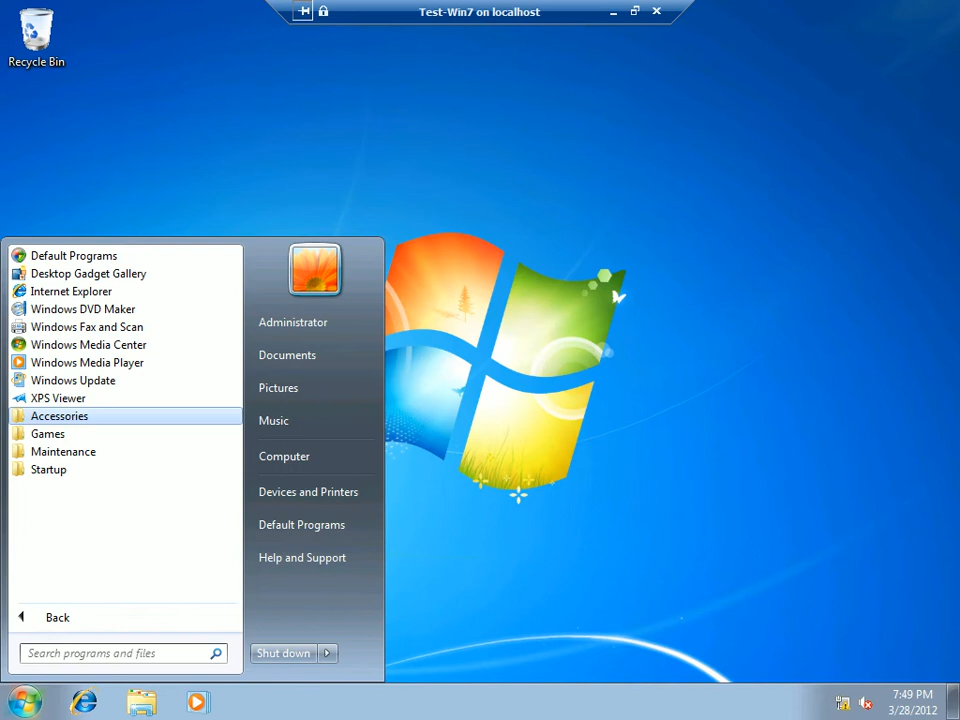 Test-Win7 on localhost
Recycle Bin
Default Programs
Desktop Gadget Gallery
Internet Explorer
Windows DVD Maker
Windows Fax and Scan
Windows Media Center
Windows Media Player
Windows Update
XPS Viewer
Accessories
Games
Maintenance
Startup
Back
Search programs and files
Administrator
Documents
Pictures
Music
Computer
Devices and Printers
Default Programs
Help and Support
Shut down
7:49 PM
3/28/2012